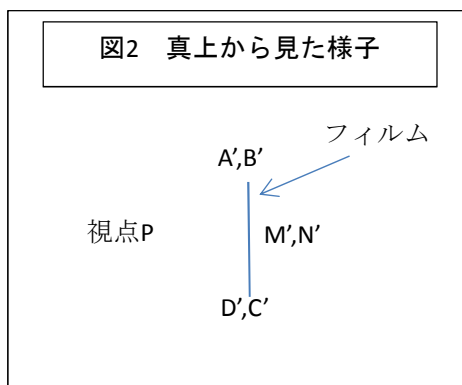 図2 真上から見た様子
フィルム
A',B'
視点P
M',N'
D',C'